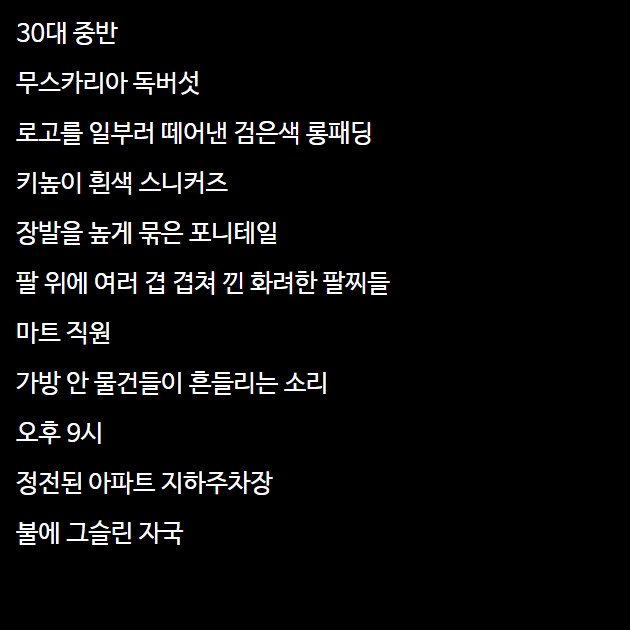 30대 중반
무스카리아 독버섯
로고를 일부러 떼어낸 검은색 롱패딩
키높이 흰색 스니커즈
장발을 높게 묶은 포니테일
팔 위에 여러 겹 겹쳐 낀 화려한 팔찌들
마트 직원
가방 안 물건들이 흔들리는 소리
오후 9시
정전된 아파트 지하주차장
불에 그슬린 자국